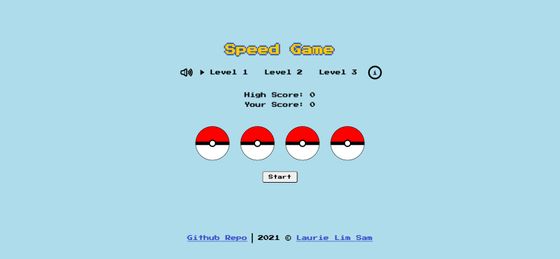 Speed Game
Level 1 Level 2 Level 3 i
High Score: 0
Your Score: 0
Start
Github Repo | 2021 © Laurie Lim Sam